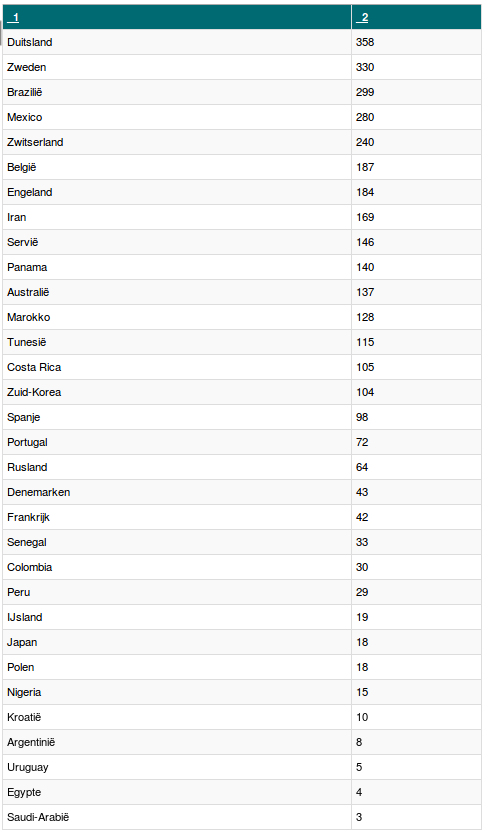 _1 _2
Duitsland 358
Zweden 330
Brazilië 299
Mexico 280
Zwitserland 240
België 187
Engeland 184
Iran 169
Servië 146
Panama 140
Australië 137
Marokko 128
Tunesië 115
Costa Rica 105
Zuid-Korea 104
Spanje 98
Portugal 72
Rusland 64
Denemarken 43
Frankrijk 42
Senegal 33
Colombia 30
Peru 29
IJsland 19
Japan 18
Polen 18
Nigeria 15
Kroatië 10
Argentinië 8
Uruguay 5
Egypte 4
Saudi-Arabië 3